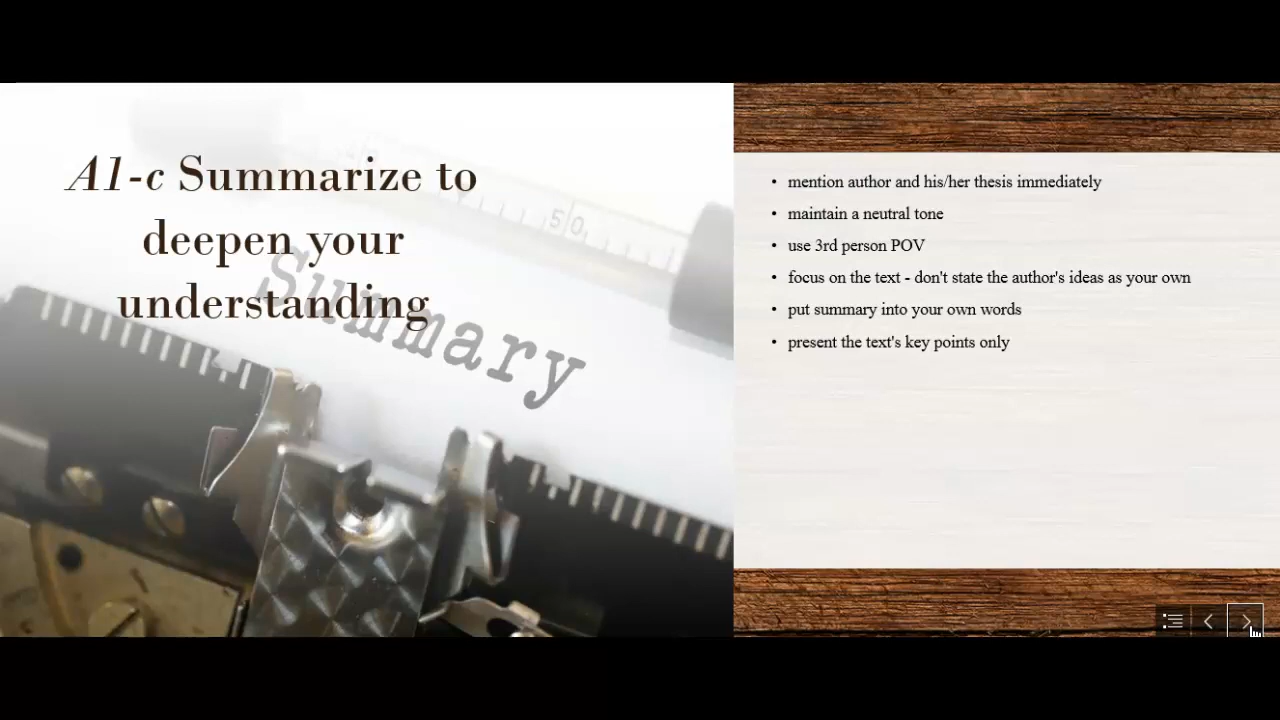 A1-c Summarize to
deepen your
understanding
Summary
50
• mention author and his/her thesis immediately
• maintain a neutral tone
• use 3rd person POV
• focus on the text - don't state the author's ideas as your own
• put summary into your own words
• present the text's key points only